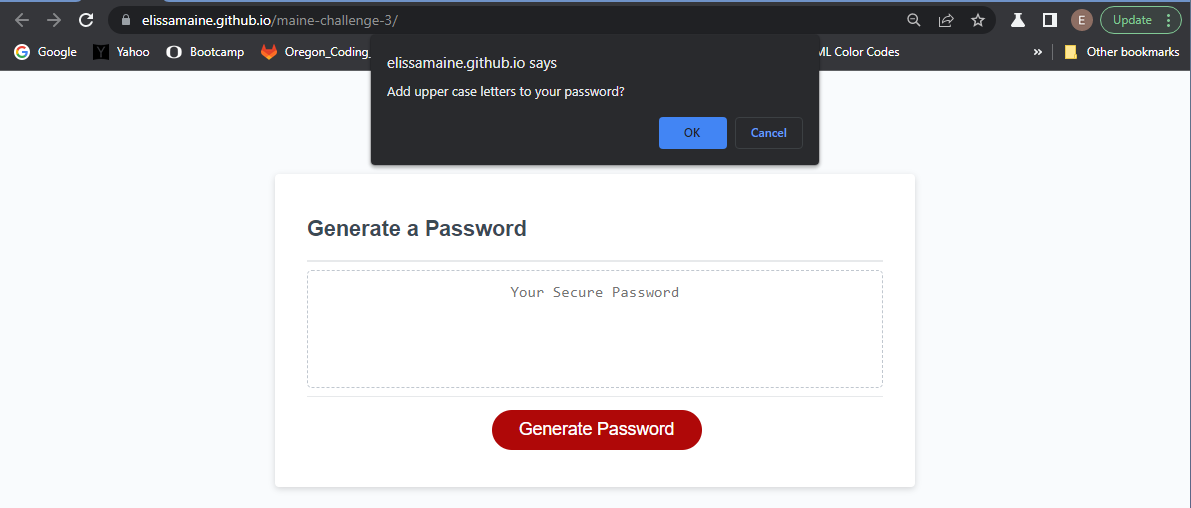 elissamaine.github.io/maine-challenge-3/
E
Update
Google
Yahoo
Bootcamp
Oregon_Coding_
ML Color Codes
»
Other bookmarks
elissamaine.github.io says
Add upper case letters to your password?
OK
Cancel
Generate a Password
Your Secure Password
Generate Password